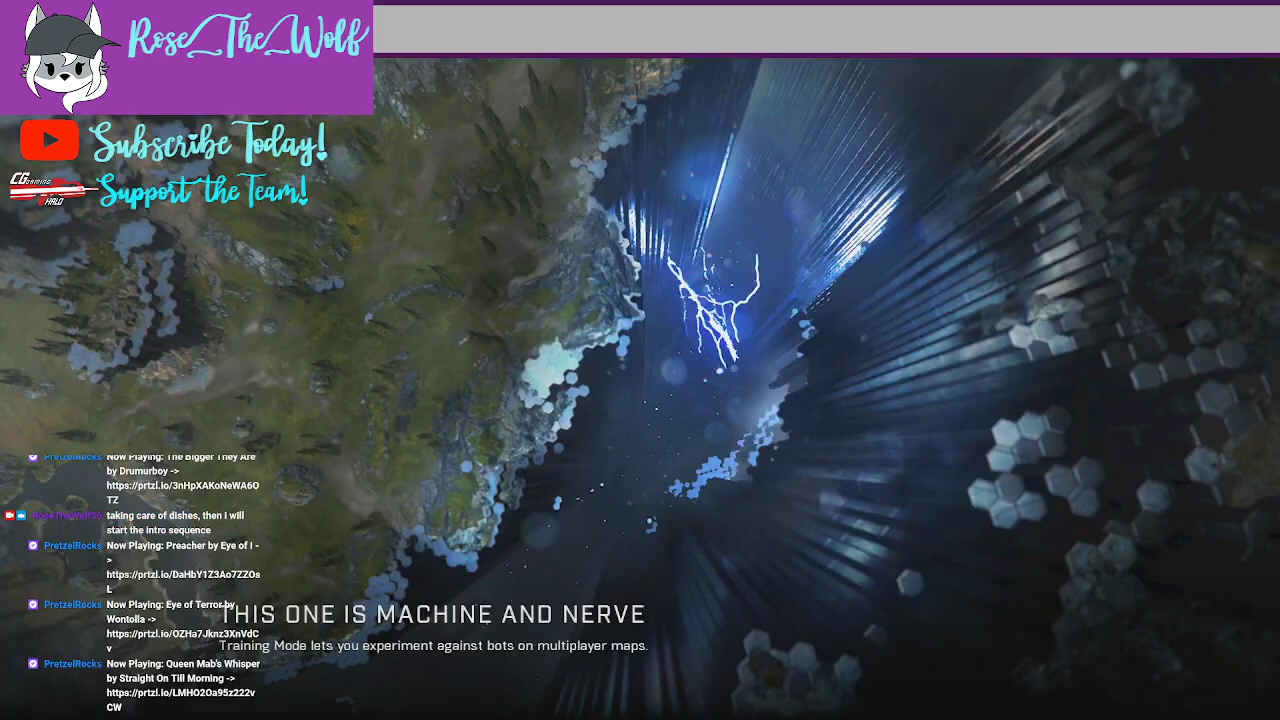 Rose_The_Wolf
Subscribe Today!
CGaming
HALO
Support the Team!
PretzelRocks Now Playing: The Bigger They Are
by Drumurboy ->
https://prtzl.io/3nHpXAKoNeWA6O
TZ
RoseTheWolf36 taking care of dishes, then i will
start the intro sequence
PretzelRocks Now Playing: Preacher by Eye of I -
>
https://prtzl.io/DaHbY1Z3Ao7ZZOs
L
PretzelRocks Now Playing: Eye of Terror by
Wontolla ->
https://prtzl.io/OZHa7Jknz3XnVdC
v
PretzelRocks Now Playing: Queen Mab's Whisper
by Straight On Till Morning ->
https://prtzl.io/LMHO2Oa95z222v
CW
THIS ONE IS MACHINE AND NERVE
Training Mode lets you experiment against bots on multiplayer maps.